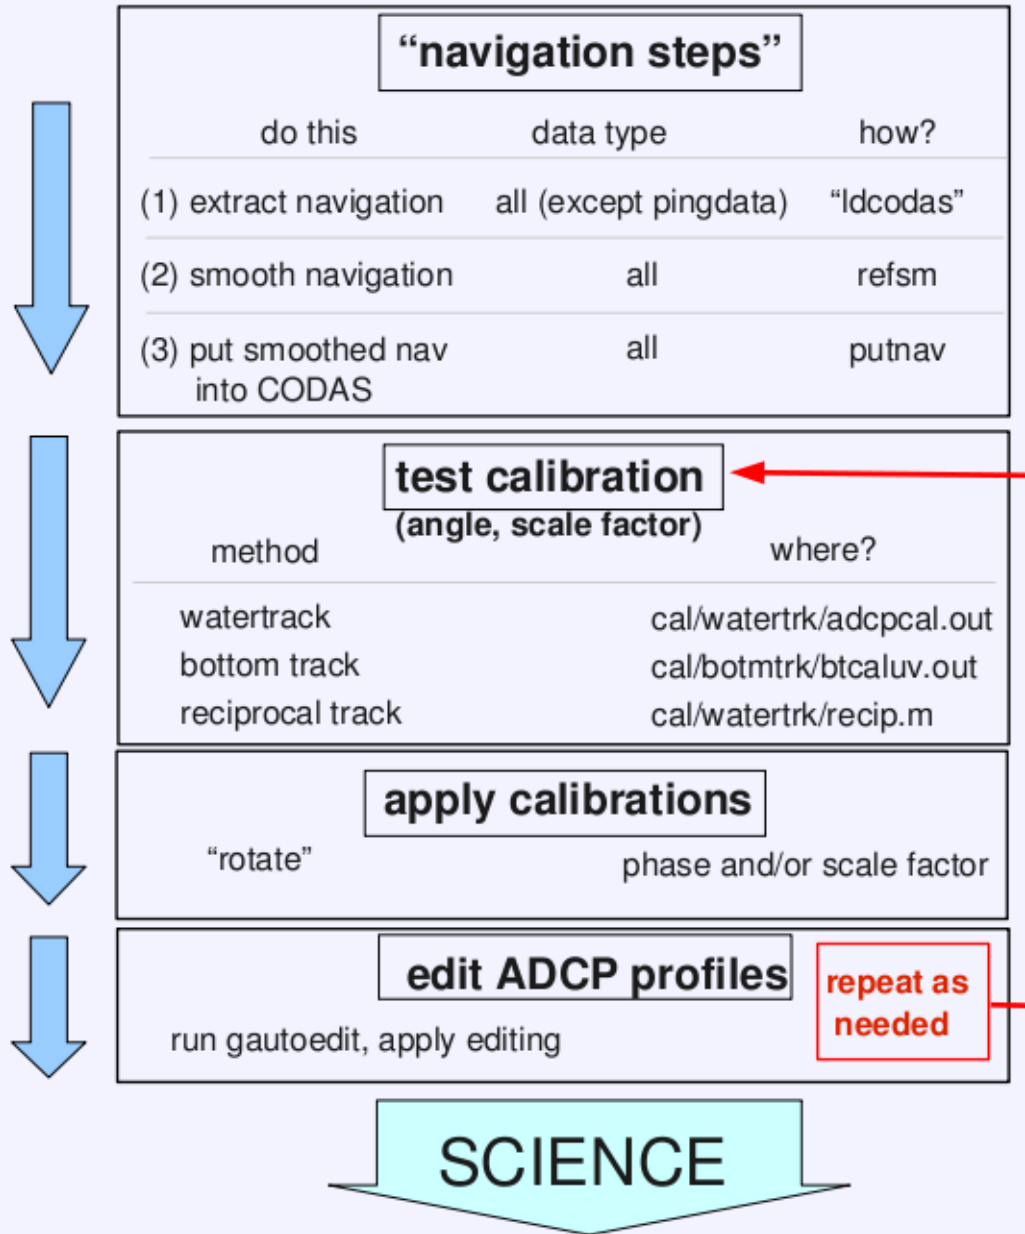 “navigation steps”
do this data type how?
(1) extract navigation all (except pingdata) “ldcodas”
(2) smooth navigation all refsm
(3) put smoothed nav all putnav
into CODAS
test calibration
(angle, scale factor)
method where?
watertrack cal/watertrk/adcpcal.out
bottom track cal/botmtrk/btcaluv.out
reciprocal track cal/watertrk/recip.m
apply calibrations
“rotate” phase and/or scale factor
edit ADCP profiles
repeat as
needed
run gautoedit, apply editing
SCIENCE